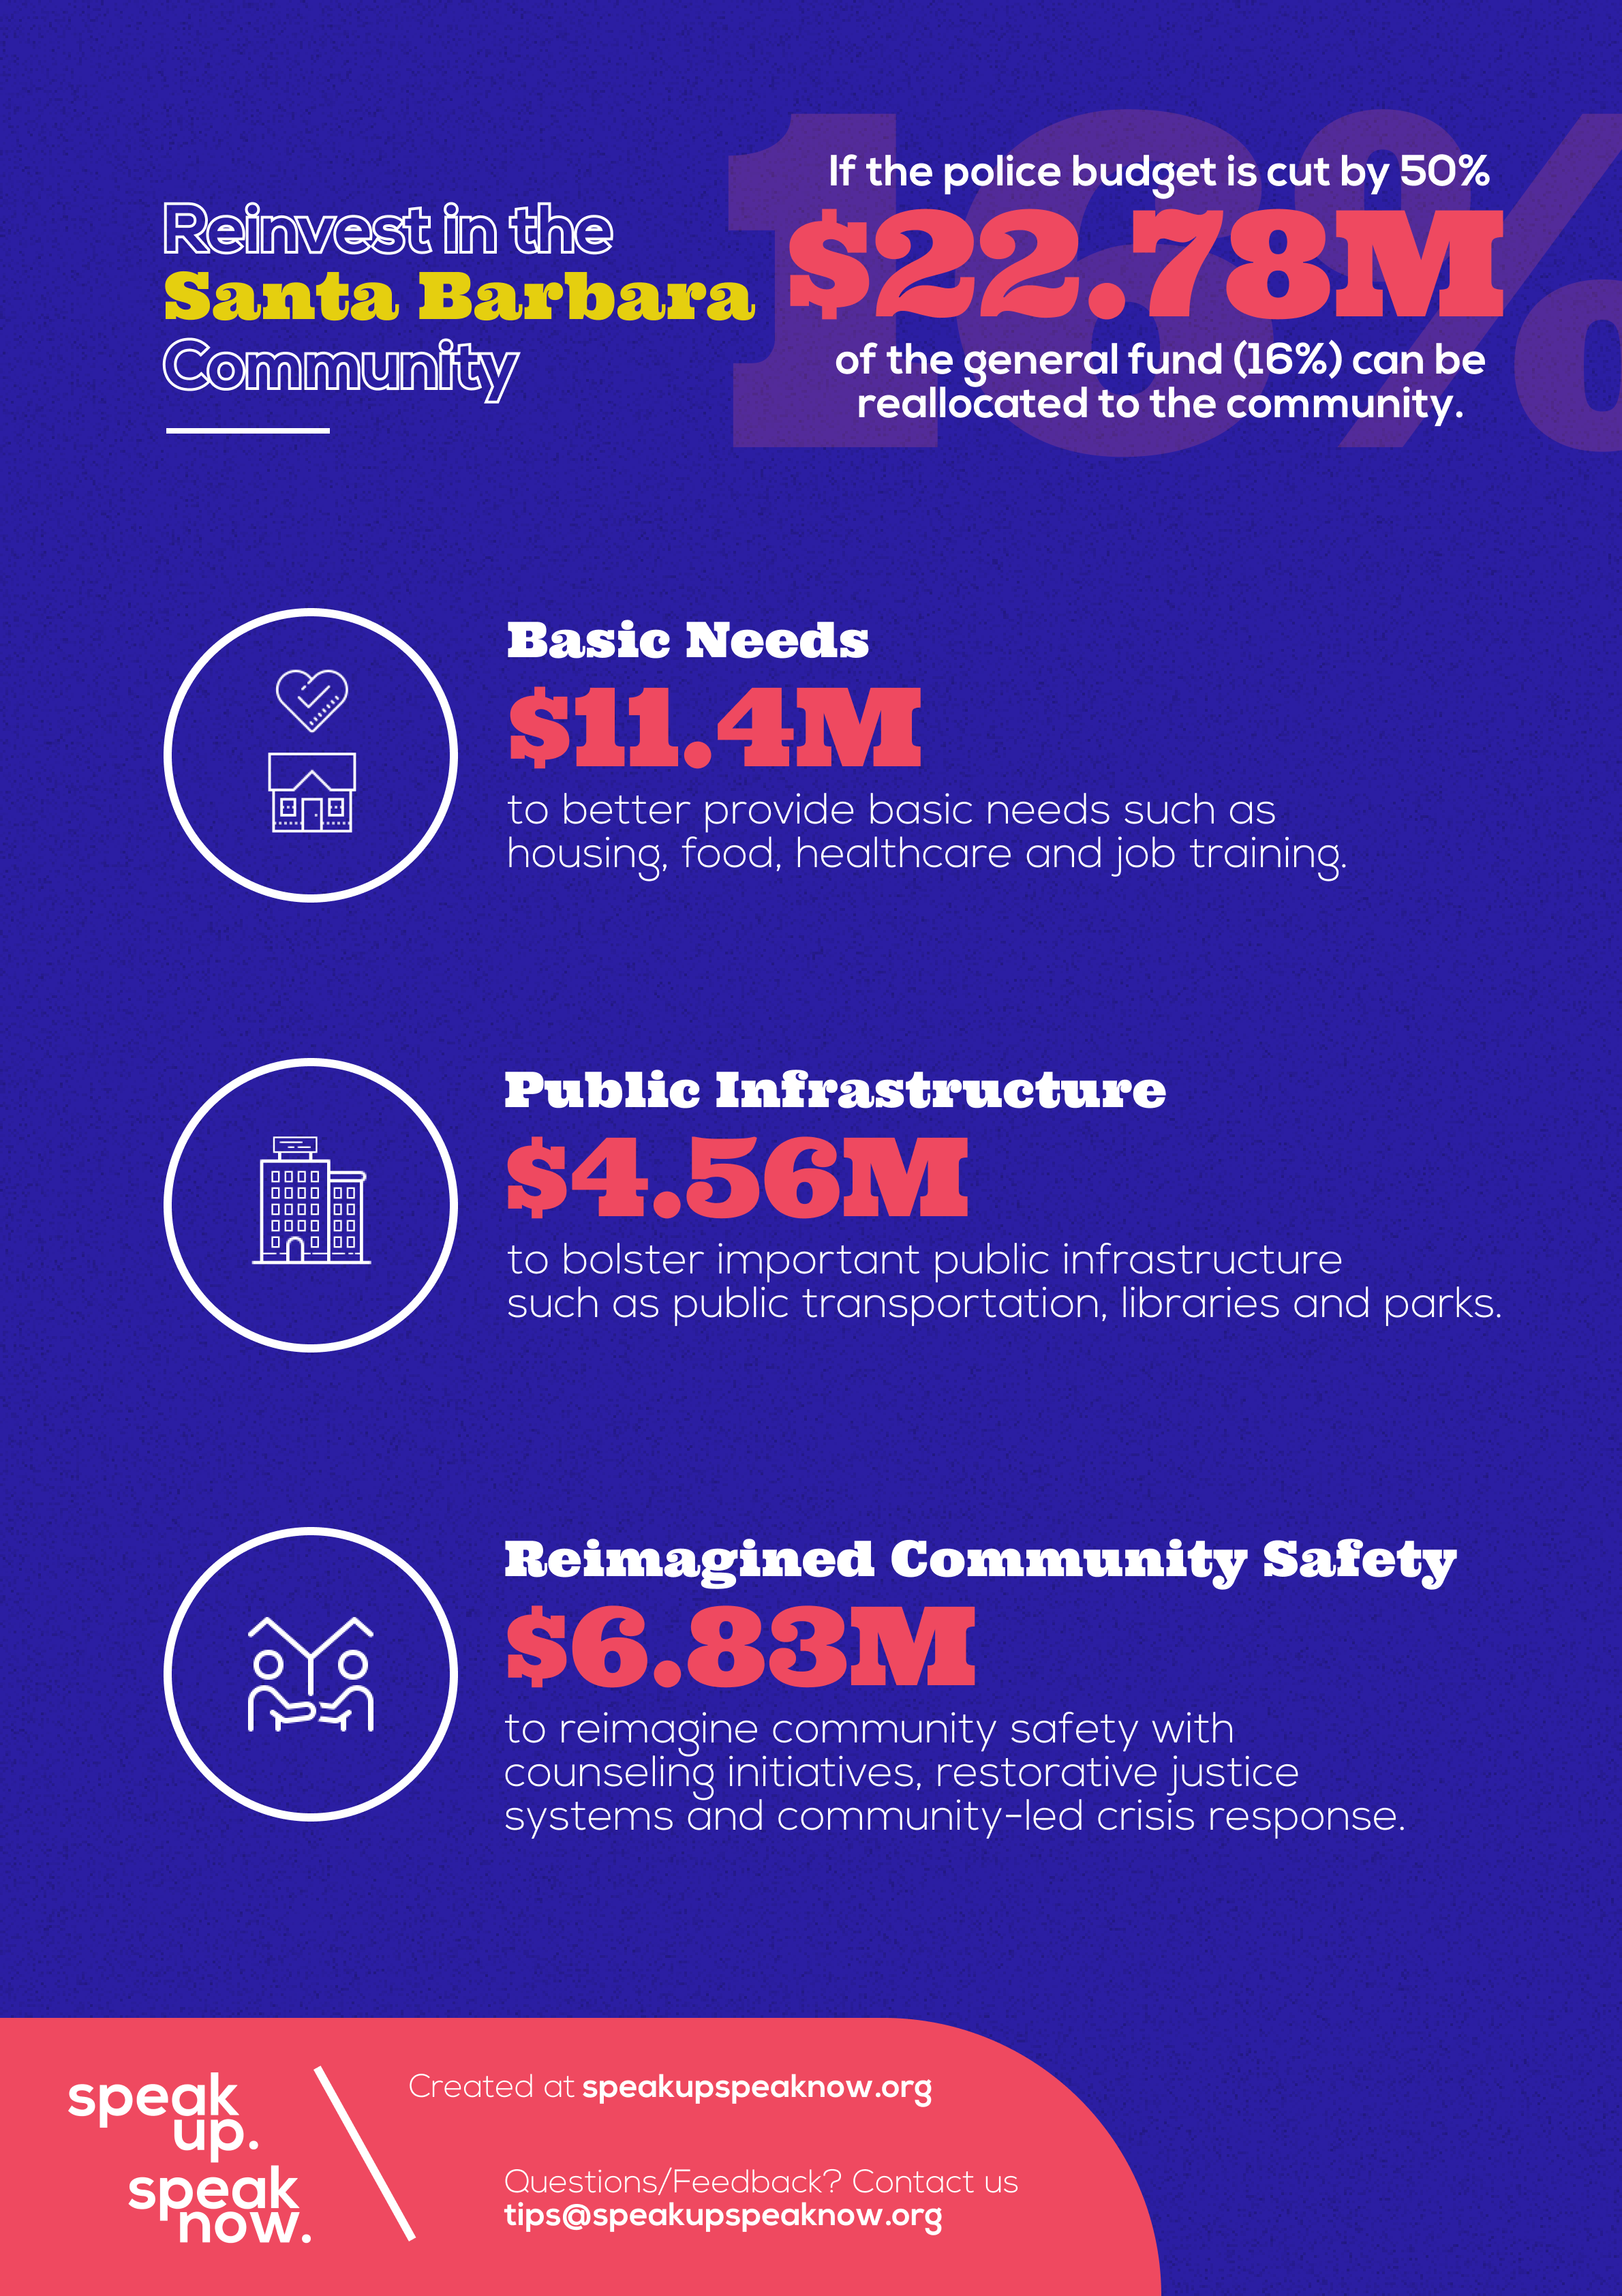 Reinvest in the
Santa Barbara
Community
16%
If the police budget is cut by 50%
$22.78M
of the general fund (16%) can be
reallocated to the community.
Basic Needs
$11.4M
to better provide basic needs such as
housing, food, healthcare and job training.
Public Infrastructure
$4.56M
to bolster important public infrastructure
such as public transportation, libraries and parks.
Reimagined Community Safety
$6.83M
to reimagine community safety with
counseling initiatives, restorative justice
systems and community-led crisis response.
speak
up.
speak
now.
Created at speakupspeaknow.org
Questions/Feedback? Contact us
tips@speakupspeaknow.org